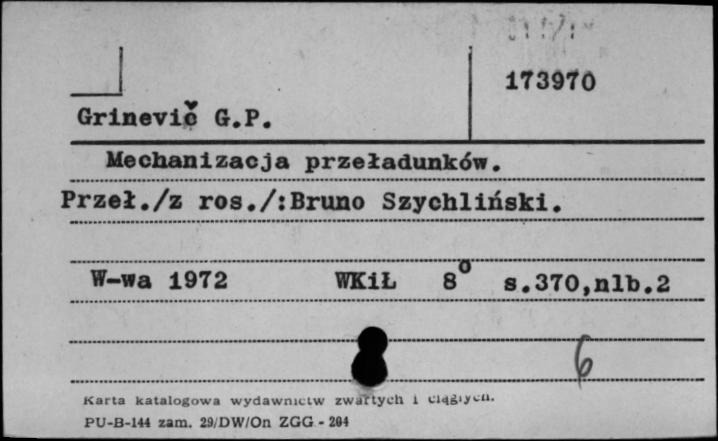 173970
Grinevič G.P.
Mechanizacja przeładunków.
Przeł./z ros./:Bruno Szychliński.
W-wa 1972 WKiŁ 8° s.370,nlb.2
6
Karta katalogowa wydawnictw zwartych i ciągłych.
PU-B-144 zam. 29/DW/On ZGG - 204